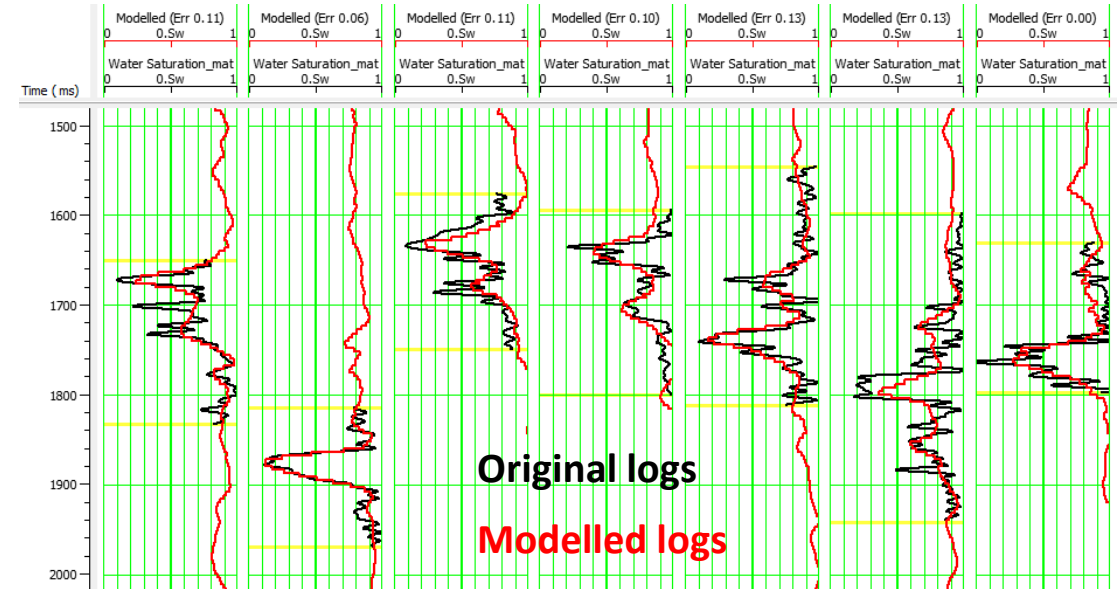 Modelled (Err 0.11) Modelled (Err 0.06) Modelled (Err 0.11) Modelled (Err 0.10) Modelled (Err 0.13) Modelled (Err 0.13) Modelled (Err 0.00)
0 0.Sw 1 0 0.Sw 1 0 0.Sw 1 0 0.Sw 1 0 0.Sw 1 0 0.Sw 1 0 0.Sw 1
Water Saturation_mat Water Saturation_mat Water Saturation_mat Water Saturation_mat Water Saturation_mat Water Saturation_mat Water Saturation_mat
0 0.Sw 1 0 0.Sw 1 0 0.Sw 1 0 0.Sw 1 0 0.Sw 1 0 0.Sw 1 0 0.Sw 1
Time ( ms)
1500
1600
1700
1800
Original logs
1900
Modelled logs
2000